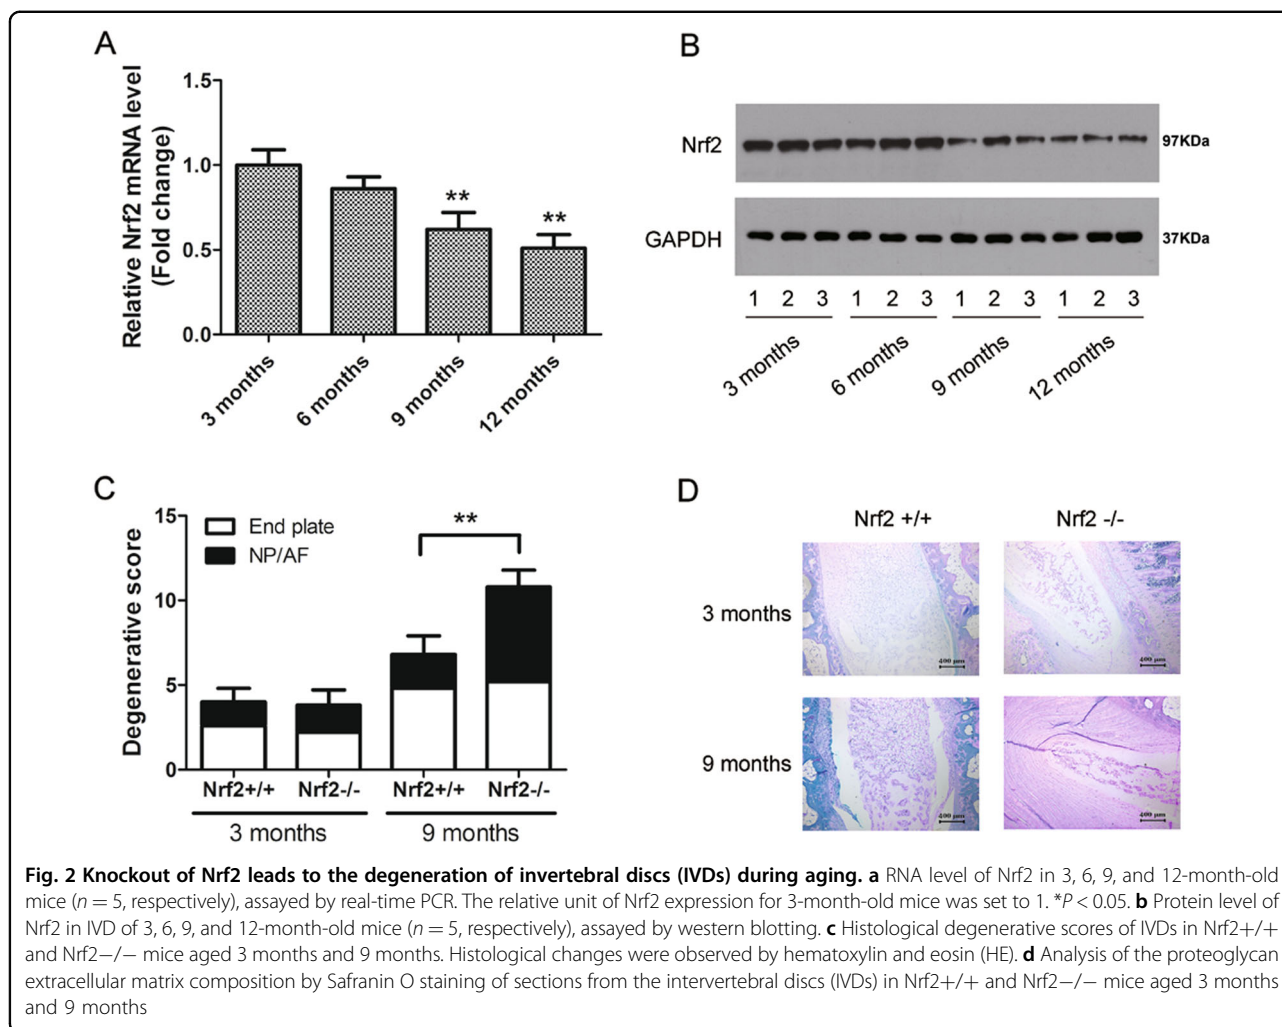 A
Relative Nrf2 mRNA level
(Fold change)
1.5
1.0
0.5
0.0
**
**
3 months
6 months
9 months
12 months
B
Nrf2
97KDa
GAPDH
37KDa
1 2 3 1 2 3 1 2 3 1 2 3
3 months
6 months
9 months
12 months
C
Degenerative score
15
10
5
0
End plate
NP/AF
**
Nrf2+/+ Nrf2-/- Nrf2+/+ Nrf2-/-
3 months 9 months
D
Nrf2 +/+ Nrf2 -/-
3 months
400 μm 400 μm
9 months
400 μm 400 μm
Fig. 2 Knockout of Nrf2 leads to the degeneration of invertebral discs (IVDs) during aging. a RNA level of Nrf2 in 3, 6, 9, and 12-month-old
mice (n = 5, respectively), assayed by real-time PCR. The relative unit of Nrf2 expression for 3-month-old mice was set to 1. *P < 0.05. b Protein level of
Nrf2 in IVD of 3, 6, 9, and 12-month-old mice (n = 5, respectively), assayed by western blotting. c Histological degenerative scores of IVDs in Nrf2+/+
and Nrf2−/− mice aged 3 months and 9 months. Histological changes were observed by hematoxylin and eosin (HE). d Analysis of the proteoglycan
extracellular matrix composition by Safranin O staining of sections from the intervertebral discs (IVDs) in Nrf2+/+ and Nrf2−/− mice aged 3 months
and 9 months